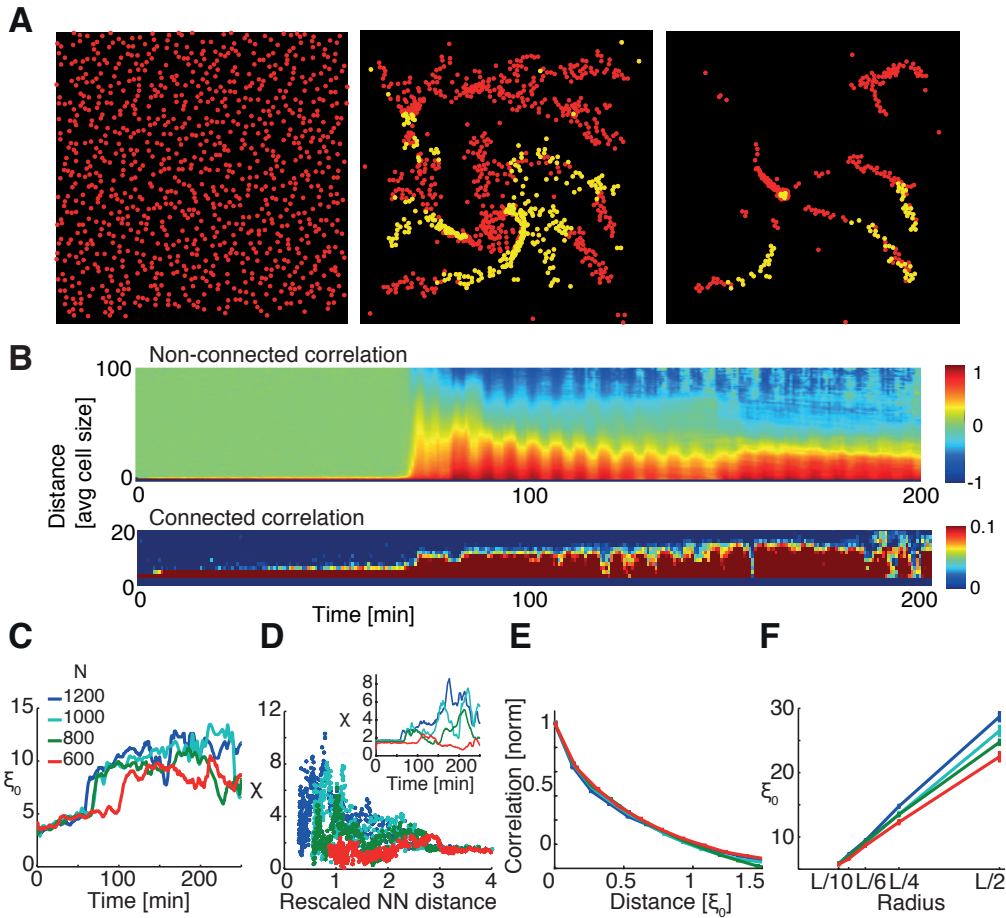 A
B
Non-connected correlation
100
0
Distance
[avg cell size]
0
100
200
1
0
-1
Connected correlation
20
0
0
100
200
Time [min]
0.1
0
C
N
1200
1000
800
600
15
10
5
0
ξ0
0
100
200
Time [min]
D
12
8
4
0
χ
0
1
2
3
4
Rescaled NN distance
8
6
4
2
0
χ
0
100
200
Time [min]
E
1
0.5
0
Correlation [norm]
0
0.5
1
1.5
Distance [ξ0]
F
30
20
10
ξ0
L/10
L/6
L/4
L/2
Radius